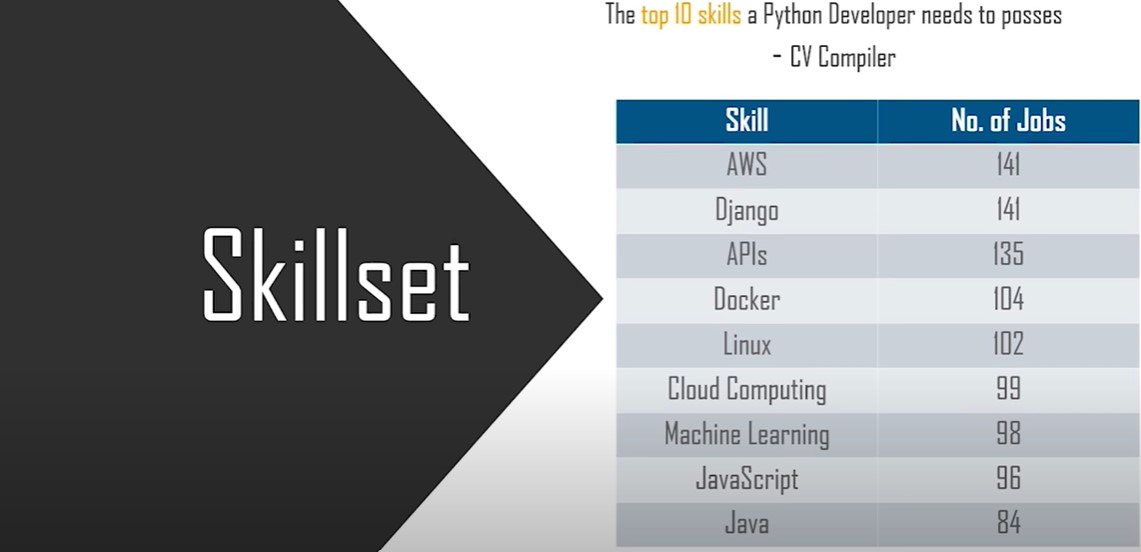 The top 10 skills a Python Developer needs to posses
- CV Compiler
Skillset
Skill No. of Jobs
AWS 141
Django 141
APIs 135
Docker 104
Linux 102
Cloud Computing 99
Machine Learning 98
JavaScript 96
Java 84